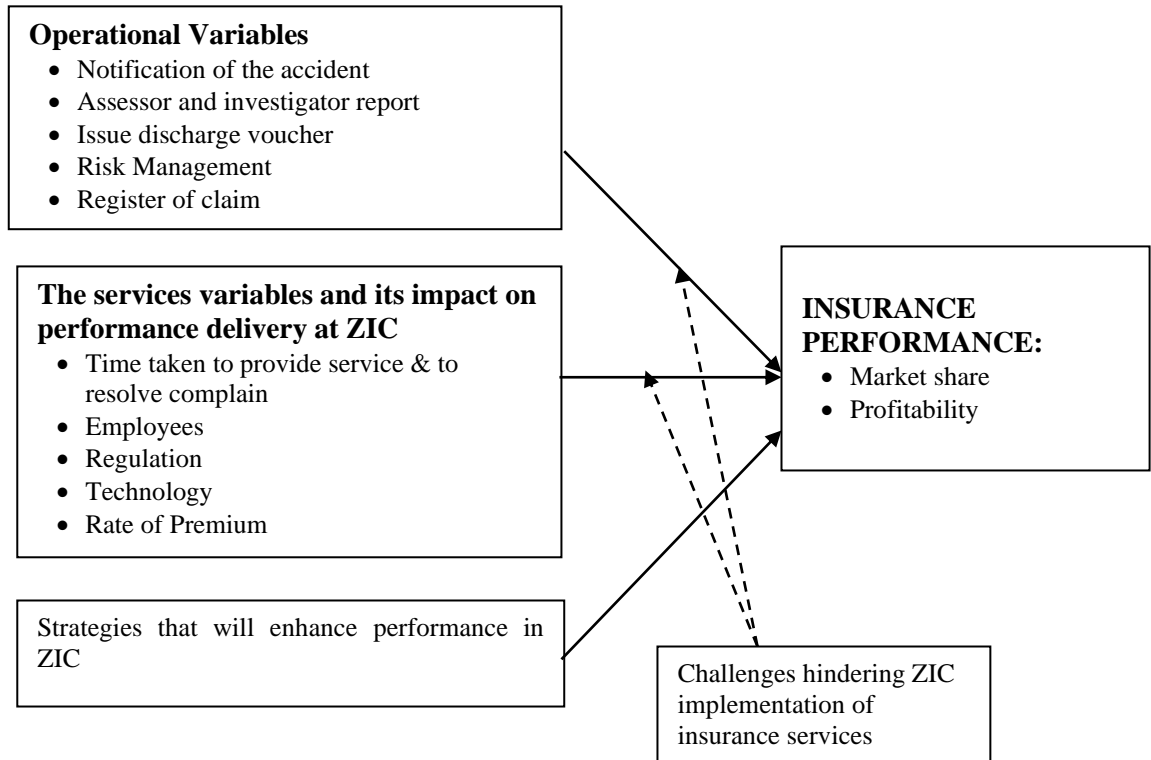 Operational Variables
• Notification of the accident
• Assessor and investigator report
• Issue discharge voucher
• Risk Management
• Register of claim
The services variables and its impact on
performance delivery at ZIC
• Time taken to provide service & to
resolve complain
• Employees
• Regulation
• Technology
• Rate of Premium
Strategies that will enhance performance in
ZIC
INSURANCE
PERFORMANCE:
• Market share
• Profitability
Challenges hindering ZIC
implementation of
insurance services